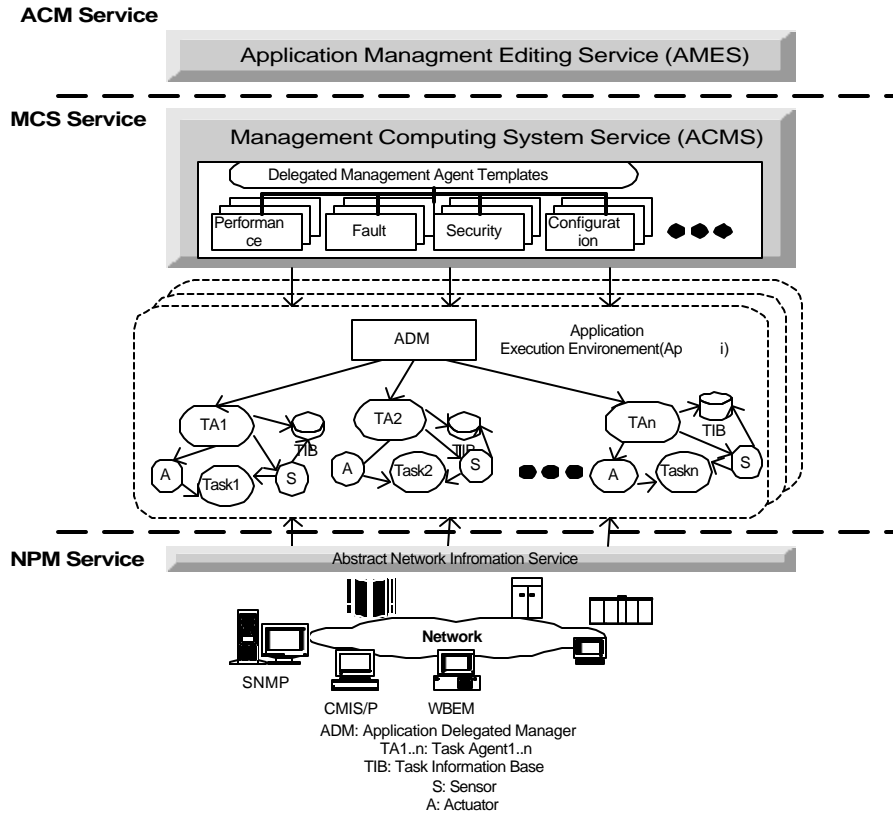 ACM Service
Application Managment Editing Service (AMES)
MCS Service
Management Computing System Service (ACMS)
Delegated Management Agent Templates
Performan
ce
Fault
Security
Configurat
ion
ADM
Application
Execution Environement(Ap i)
TA1
TIB
A
Task1
S
TA2
TIB
A
Task2
S
TAn
TIB
A
Taskn
S
NPM Service
Abstract Network Infromation Service
Network
SNMP
CMIS/P
WBEM
ADM: Application Delegated Manager
TA1..n: Task Agent1..n
TIB: Task Information Base
S: Sensor
A: Actuator